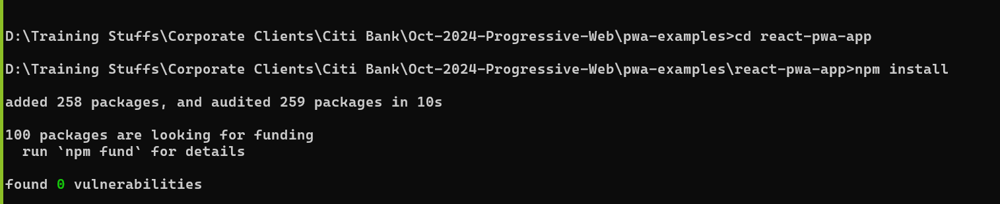 D:\Training Stuffs\Corporate Clients\Citi Bank\Oct-2024-Progressive-Web\pwa-examples>cd react-pwa-app
D:\Training Stuffs\Corporate Clients\Citi Bank\Oct-2024-Progressive-Web\pwa-examples\react-pwa-app>npm install
added 258 packages, and audited 259 packages in 10s
100 packages are looking for funding
  run `npm fund` for details
found 0 vulnerabilities